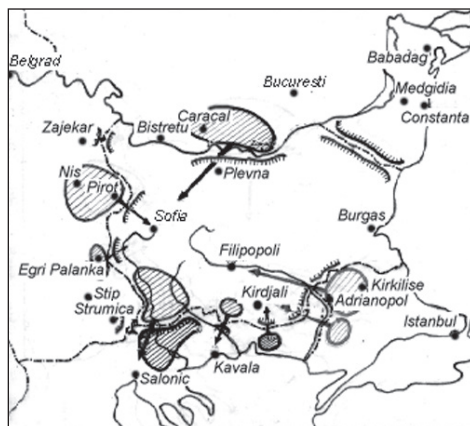 Belgrad
Babadag
Bucuresti
Medgidia
Caracal
Constanta
Zajekar
Bistretu
Plevna
Nis
Pirot
Sofia
Burgas
Filipopoli
Egri Palanka
Kirdjali
Kirkilise
Stip
Adrianopol
Strumica
Istanbul
Salonic
Kavala